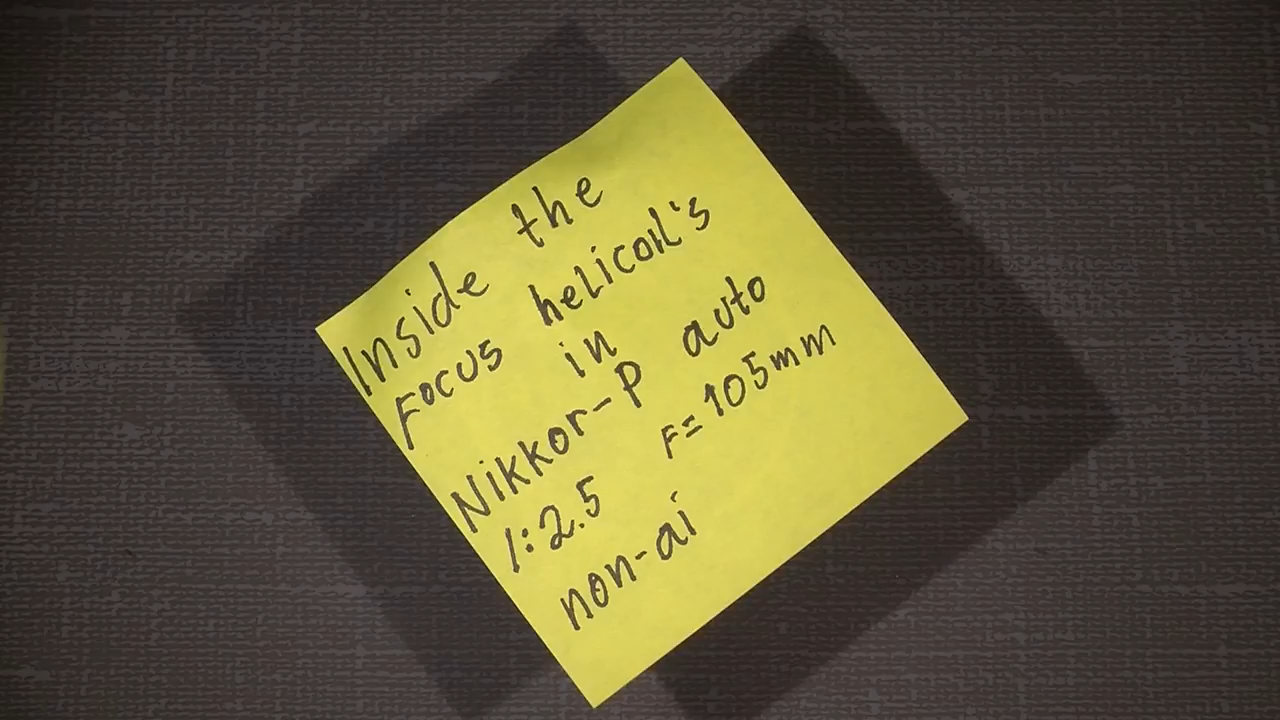 Inside the
Focus helicoil's
in
Nikkor-P auto
1:2.5 F=105mm
non-ai